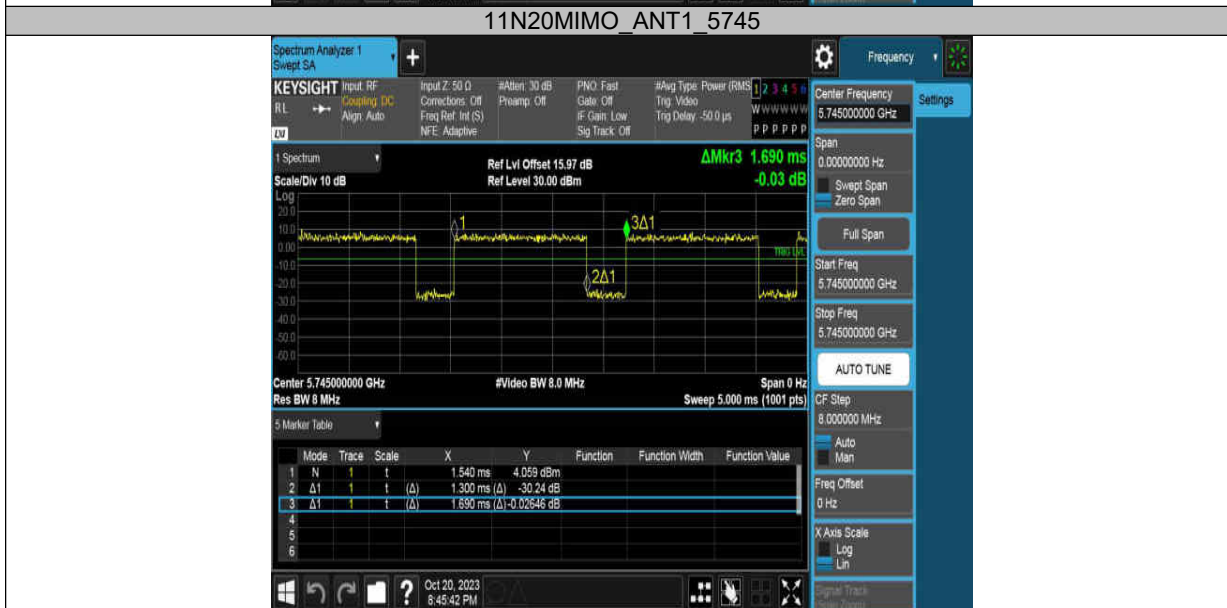 11N20MIMO_ANT1_5745
Spectrum Analyzer 1
Swept SA
Frequency
KEYSIGHT
RL
Input: RF
Coupling: DC
Align: Auto
Input Z: 50 Ω
Corrections: Off
Freq Ref: Int (S)
NFE: Adaptive
#Atten: 30 dB
Preamp: Off
PNO: Fast
Gate: Off
IF Gain: Low
Sig Track: Off
#Avg Type: Power (RMS
Trig: Video
Trig Delay: -50.0 µs
1 2 3 4 5 6
W W W W W W
P P P P P P
Center Frequency
5.745000000 GHz
Settings
1 Spectrum
Scale/Div 10 dB
Ref Lvl Offset 15.97 dB
Ref Level 30.00 dBm
ΔMkr3 1.690 ms
-0.03 dB
Span
0.00000000 Hz
Swept Span
Zero Span
Log
20.0
10.0
0.00
-10.0
-20.0
-30.0
-40.0
-50.0
-60.0
1
3Δ1
2Δ1
TRIG LVL
Full Span
Start Freq
5.745000000 GHz
Stop Freq
5.745000000 GHz
AUTO TUNE
Center 5.745000000 GHz
Res BW 8 MHz
#Video BW 8.0 MHz
Span 0 Hz
Sweep 5.000 ms (1001 pts)
CF Step
8.000000 MHz
Auto
Man
5 Marker Table
Mode Trace Scale X Y Function Function Width Function Value
1 N 1 t 1.540 ms 4.059 dBm
2 Δ1 1 t (Δ) 1.300 ms (Δ) -30.24 dB
3 Δ1 1 t (Δ) 1.690 ms (Δ) -0.02646 dB
4
5
6
Freq Offset
0 Hz
X Axis Scale
Log
Lin
Signal Track
Oct 20, 2023
8:45:42 PM